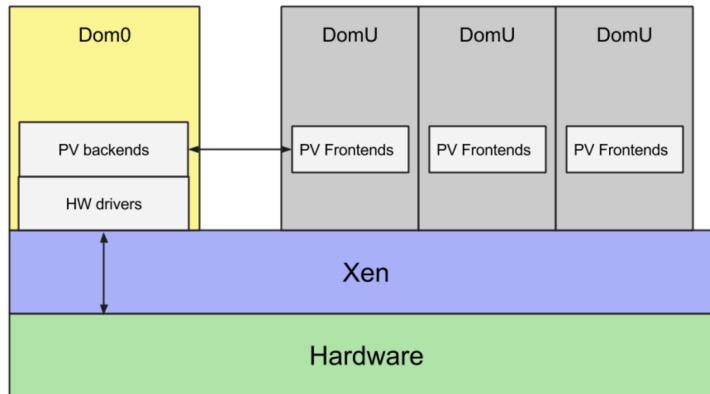 Dom0
DomU
DomU
DomU
PV backends
PV Frontends
PV Frontends
PV Frontends
HW drivers
Xen
Hardware